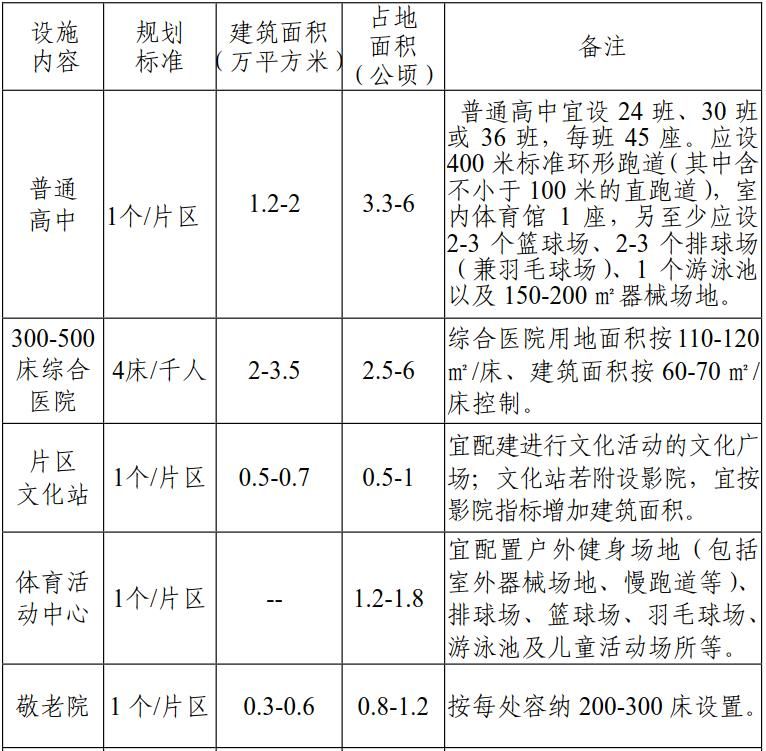 设施
内容
规划
标准
建筑面积
（万平方米）
占地
面积
（公顷）
备注
普通
高中
1个/片区
1.2-2
3.3-6
普通高中宜设 24 班、30 班
或 36 班，每班 45 座。应设
400 米标准环形跑道（其中含
不小于 100 米的直跑道），室
内体育馆 1 座，另至少应设
2-3 个篮球场、2-3 个排球场
（兼羽毛球场）、1 个游泳池
以及 150-200 ㎡器械场地。
300-500
床综合
医院
4床/千人
2-3.5
2.5-6
综合医院用地面积按 110-120
㎡/床、建筑面积按 60-70 ㎡/
床控制。
片区
文化站
1个/片区
0.5-0.7
0.5-1
宜配建进行文化活动的文化广
场；文化站若附设影院，宜按
影院指标增加建筑面积。
体育活
动中心
1个/片区
--
1.2-1.8
宜配置户外健身场地（包括
室外器械场地、慢跑道等）、
排球场、篮球场、羽毛球场、
游泳池及儿童活动场所等。
敬老院
1 个/片区
0.3-0.6
0.8-1.2
按每处容纳 200-300 床设置。